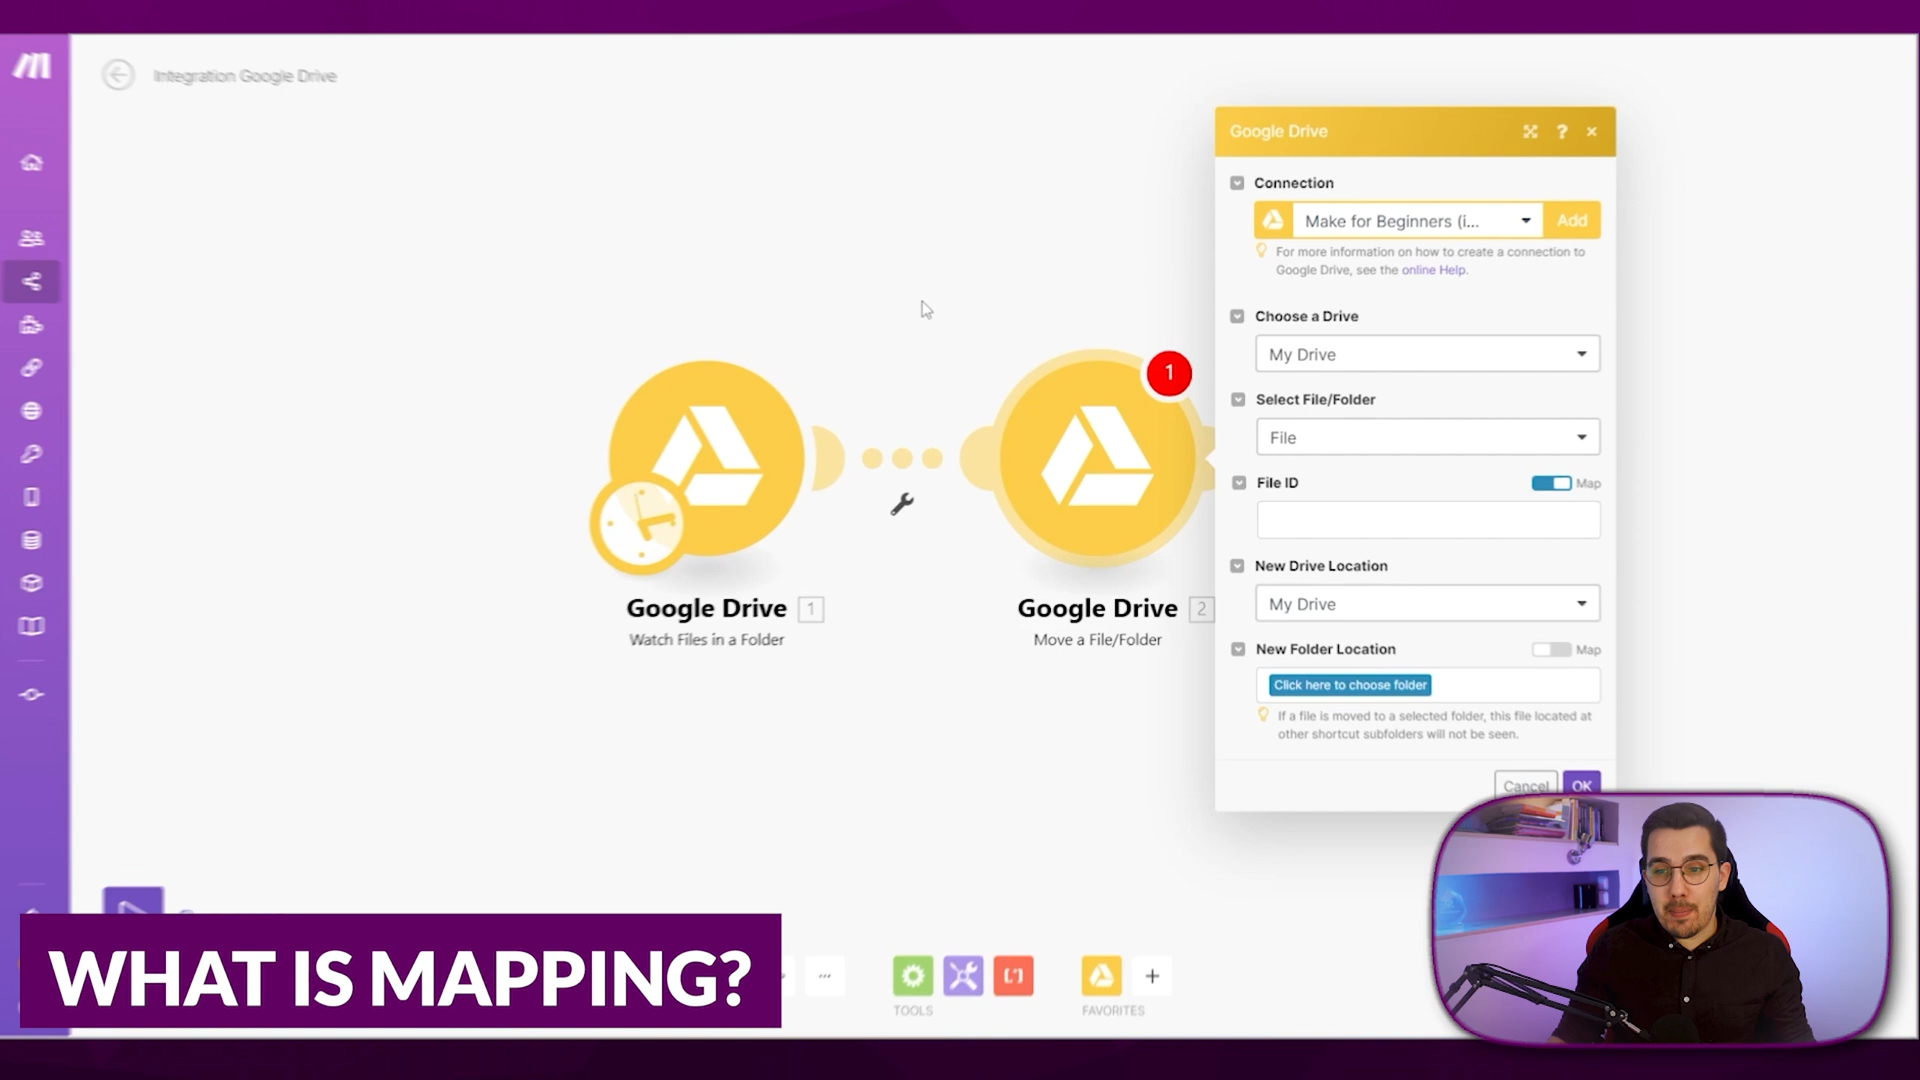 Integration Google Drive
Google Drive
?
Connection
Make for Beginners (i...
Add
For more information on how to create a connection to
Google Drive, see the online Help.
Choose a Drive
My Drive
Select File/Folder
File
File ID
Map
New Drive Location
My Drive
New Folder Location
Map
Click here to choose folder
If a file is moved to a selected folder, this file located at
other shortcut subfolders will not be seen.
Cancel
OK
1
Google Drive 1
Watch Files in a Folder
Google Drive 2
Move a File/Folder
WHAT IS MAPPING?
TOOLS
FAVORITES